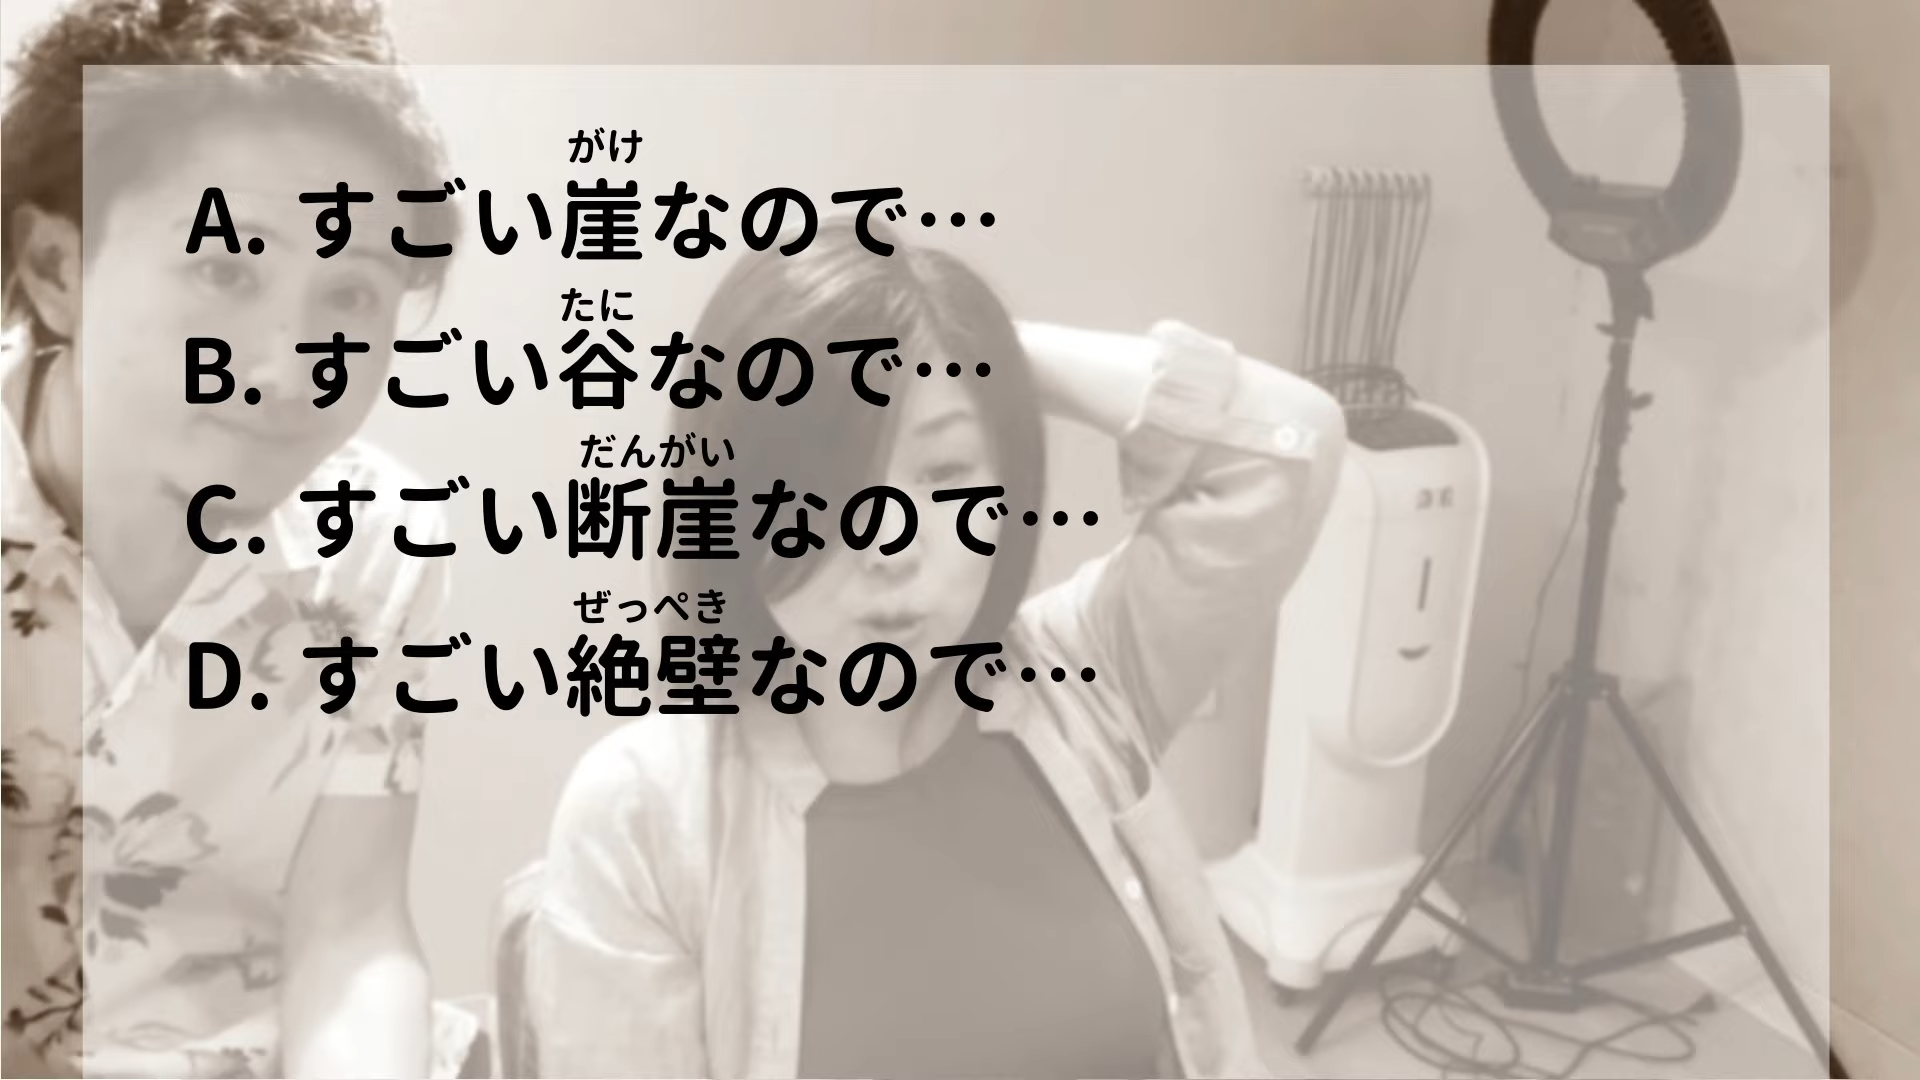 がけ
A. すごい崖なので…
たに
B. すごい谷なので…
だんがい
C. すごい断崖なので…
ぜっぺき
D. すごい絶壁なので…